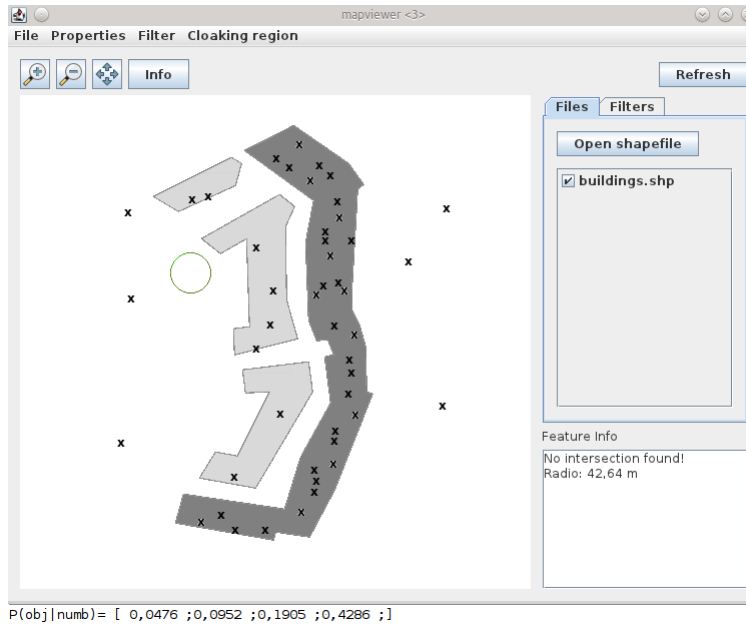 mapviewer <3>
File Properties Filter Cloaking region
Info
Refresh
Files Filters
Open shapefile
buildings.shp
Feature Info
No intersection found!
Radio: 42,64 m
P(obj|numb)= [ 0,0476 ;0,0952 ;0,1905 ;0,4286 ;]